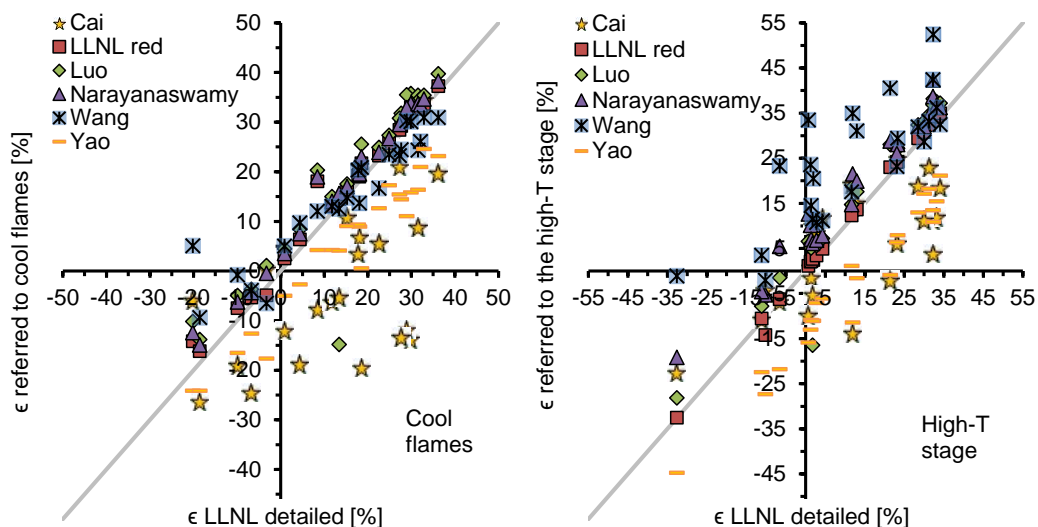 Cai
LLNL red
Luo
Narayanaswamy
Wang
Yao
50
40
30
20
10
0
-10
-20
-30
-40
-50 -40 -30 -20 -10 0 10 20 30 40 50
ϵ referred to cool flames [%]
ϵ LLNL detailed [%]
Cool
flames
Cai
LLNL red
Luo
Narayanaswamy
Wang
Yao
55
45
35
25
15
5
-5
-15
-25
-35
-45
-55 -45 -35 -25 -15 -5 5 15 25 35 45 55
ϵ referred to the high-T stage [%]
ϵ LLNL detailed [%]
High-T
stage